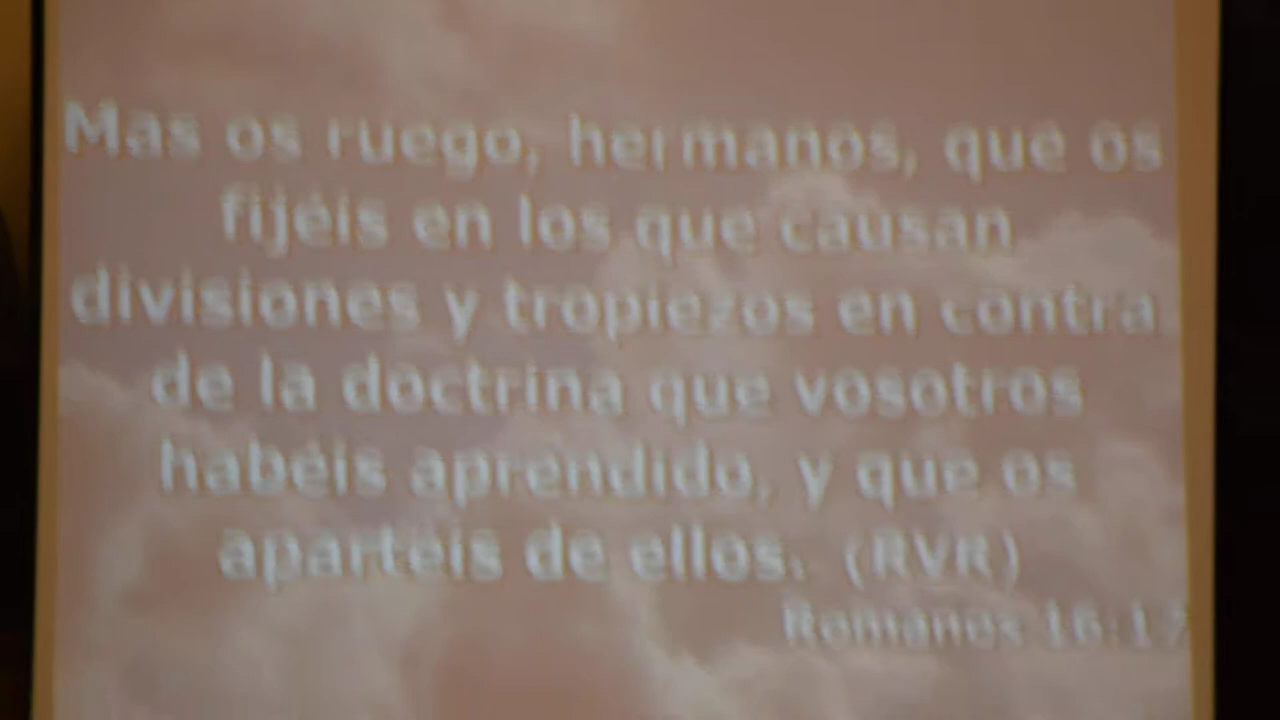 Mas os ruego, hermanos, que os
fijéis en los que causan
divisiones y tropiezos en contra
de la doctrina que vosotros
habéis aprendido, y que os
apartéis de ellos. (RVR)
Romanos 16:17